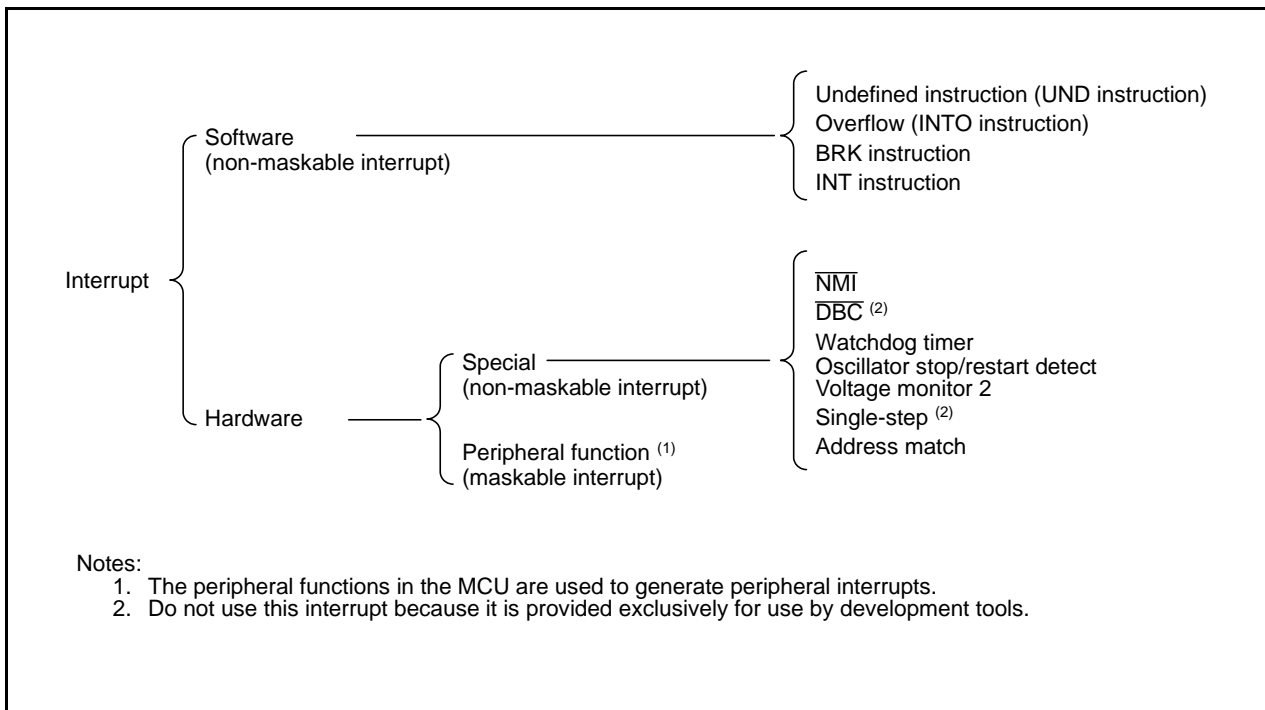 Undefined instruction (UND instruction)
Software
(non-maskable interrupt)
Overflow (INTO instruction)
BRK instruction
INT instruction
Interrupt
NMI
DBC (2)
Watchdog timer
Special
(non-maskable interrupt)
Oscillator stop/restart detect
Voltage monitor 2
Hardware
Single-step (2)
Address match
Peripheral function (1)
(maskable interrupt)
Notes:
1. The peripheral functions in the MCU are used to generate peripheral interrupts.
2. Do not use this interrupt because it is provided exclusively for use by development tools.